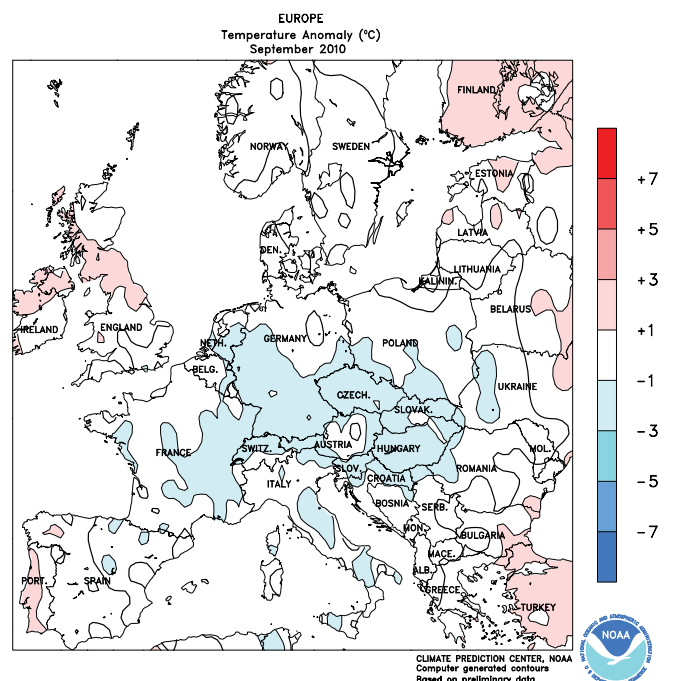 EUROPE
Temperature Anomaly (°C)
September 2010
FINLAND
NORWAY
SWEDEN
ESTONIA
LATVIA
DEN.
LITHUANIA
KALININ.
BELARUS
IRELAND
ENGLAND
NETH.
GERMANY
POLAND
BELG.
UKRAINE
CZECH.
SLOVAK.
FRANCE
SWITZ.
AUSTRIA
HUNGARY
MOL.
SLOV.
ROMANIA
ITALY
CROATIA
BOSNIA
SERB.
MON.
BULGARIA
MACE.
ALB.
PORT.
SPAIN
GREECE
TURKEY
+7
+5
+3
+1
−1
−3
−5
−7
NOAA
CLIMATE PREDICTION CENTER, NOAA
Computer generated contours
Based on preliminary data